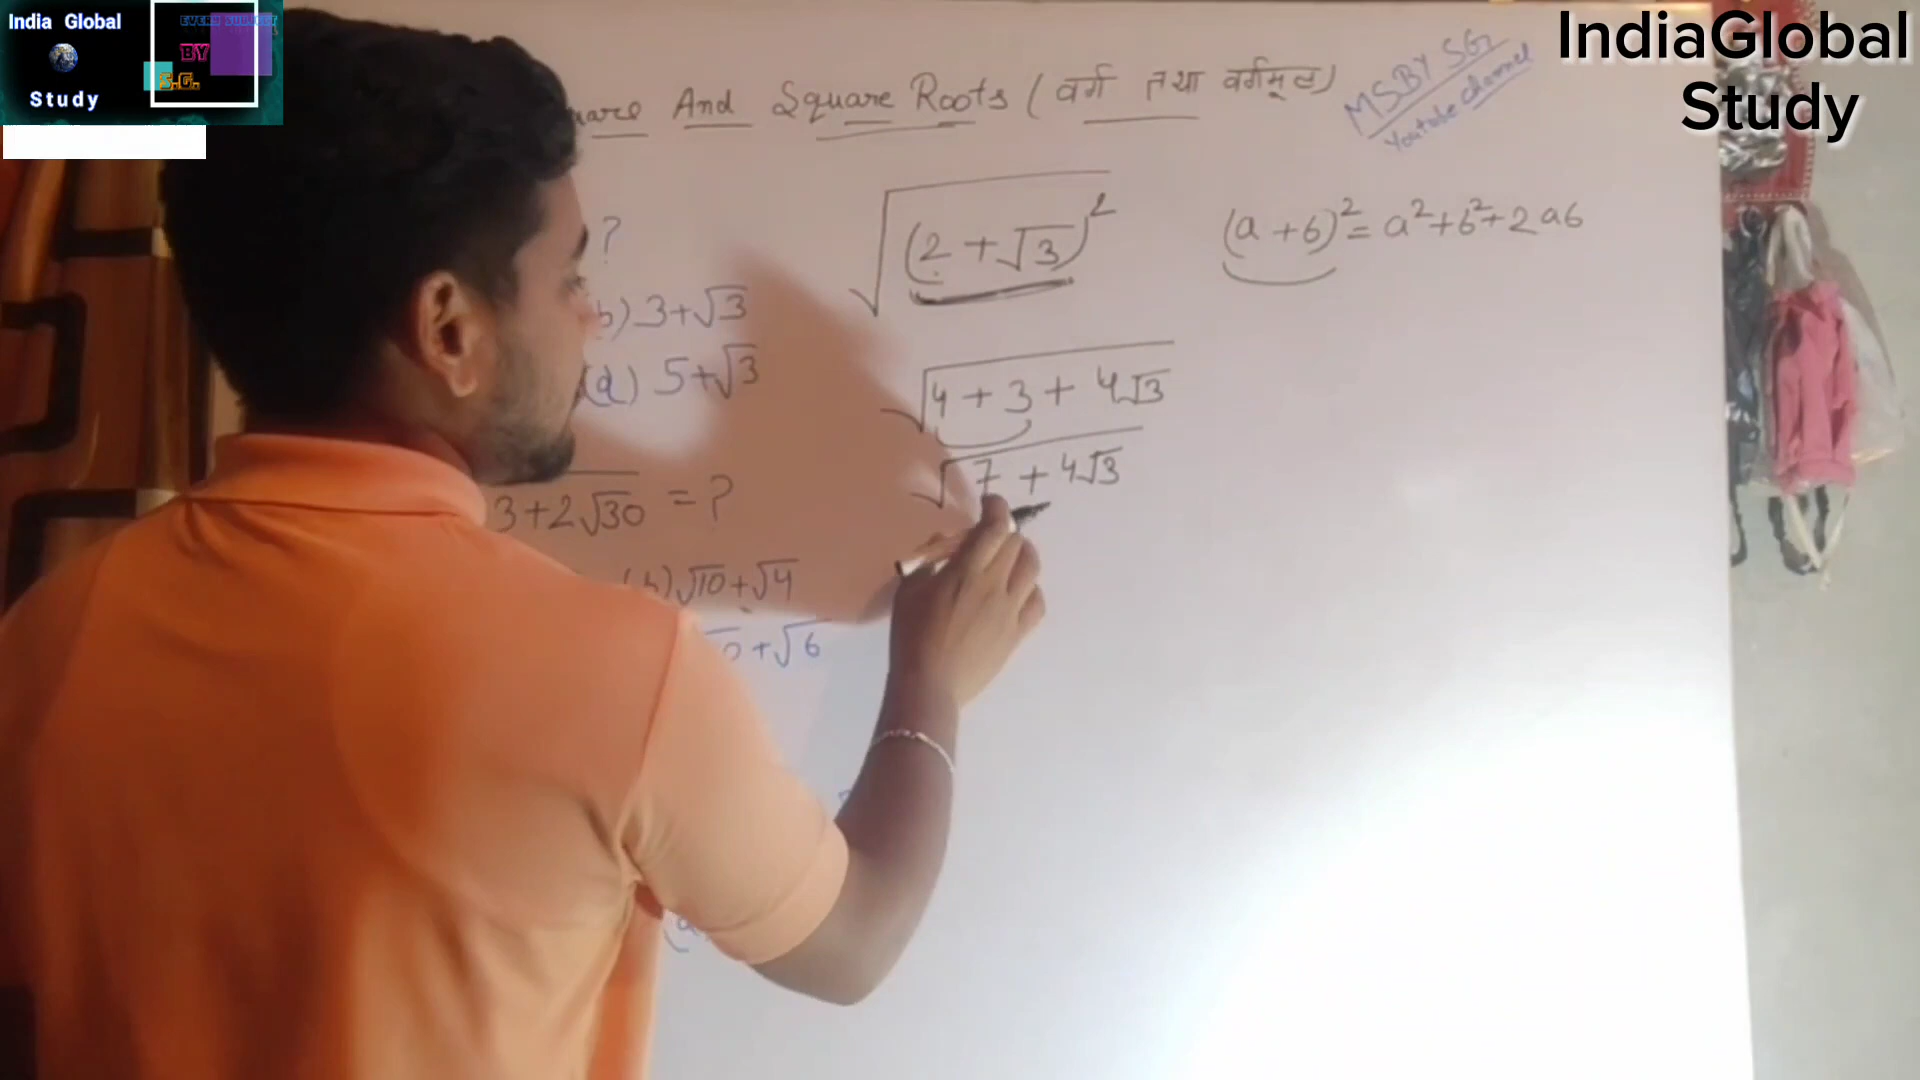 India Global
Study
EVERY SUBJECT
BY
S.G.
IndiaGlobal
Study
And Square Roots ( वर्ग तथा वर्गमूल )
MSBY SG
Youtube channel
?
b) 3+√3
(d) 5+√3
3+2√30 = ?
(b) √10+√4
+√6
√(2+√3)²
√4+3+4√3
√7+4√3
(a+b)²=a²+b²+2ab